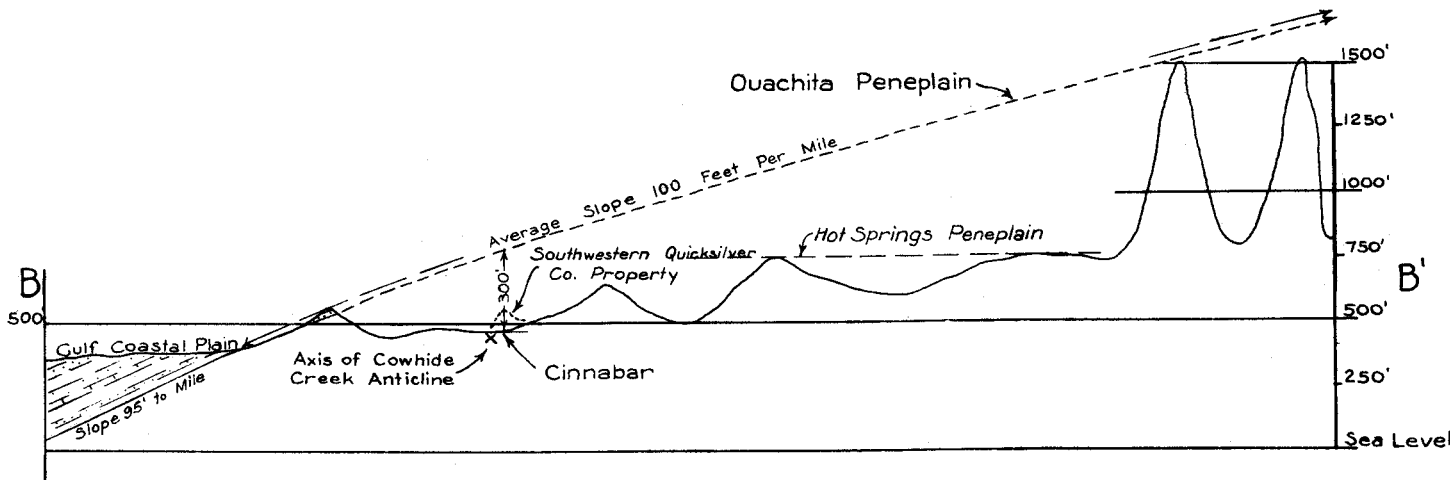 1500'
Ouachita Peneplain
1250'
Average Slope 100 Feet Per Mile
1000'
Hot Springs Peneplain
Southwestern Quicksilver
Co. Property
300'
750'
B
B'
500
500'
Gulf Coastal Plain
Axis of Cowhide
Creek Anticline
Cinnabar
250'
Slope 95' to Mile
Sea Level